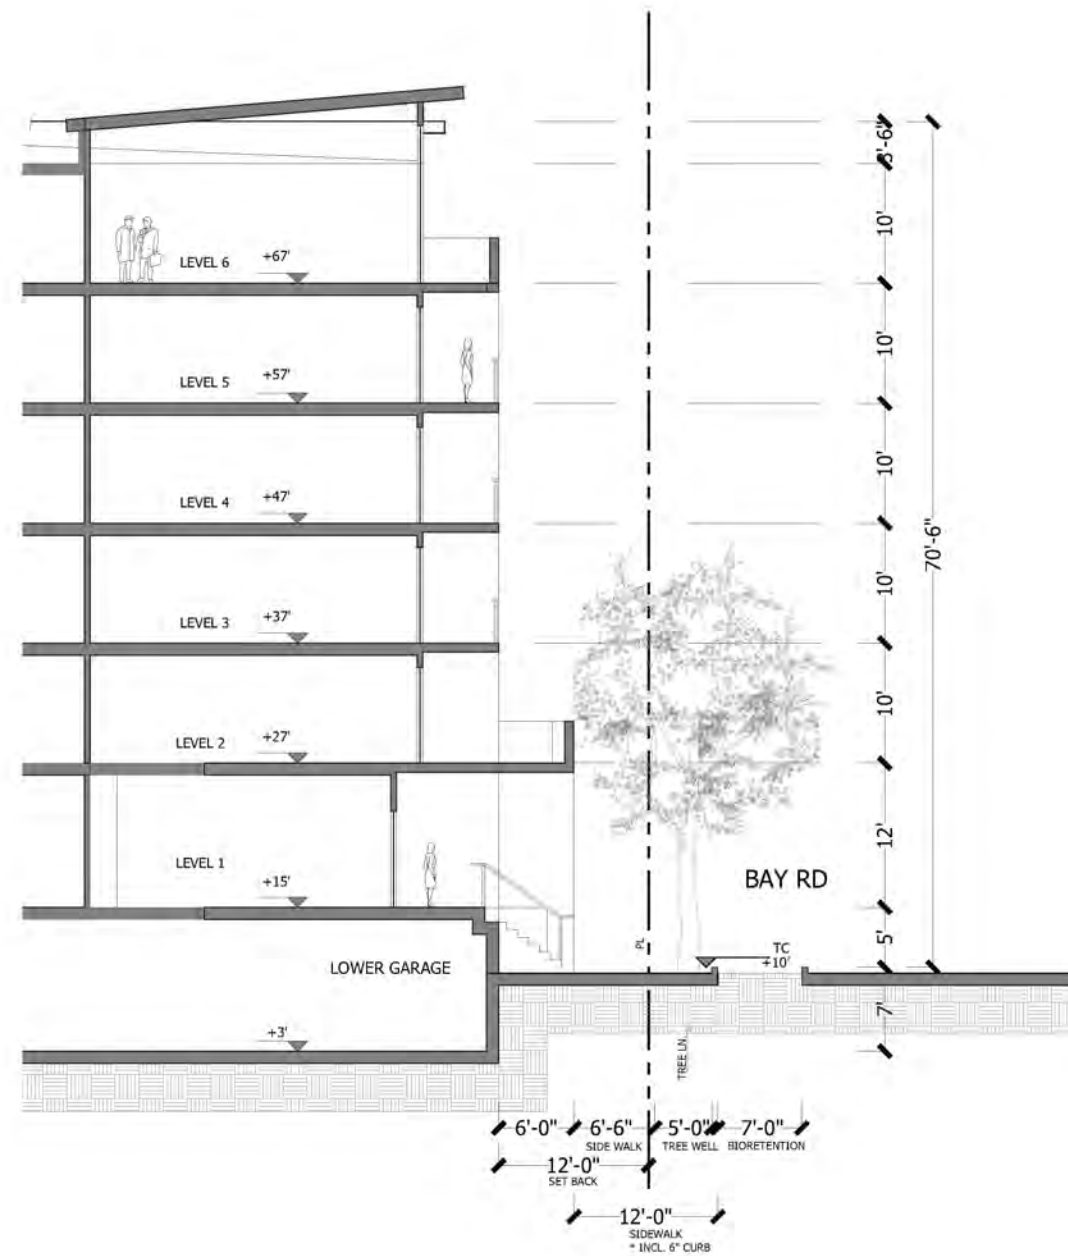 3'-6"
10'
LEVEL 6
+67'
10'
LEVEL 5
+57'
10'
LEVEL 4
+47'
70'-6"
10'
LEVEL 3
+37'
10'
LEVEL 2
+27'
12'
LEVEL 1
+15'
BAY RD
PL
5'
TC
+10'
LOWER GARAGE
7'
+3'
TREE LN.
6'-0" 6'-6" 5'-0" 7'-0"
SIDE WALK TREE WELL BIORETENTION
12'-0"
SET BACK
12'-0"
SIDEWALK
* INCL. 6" CURB